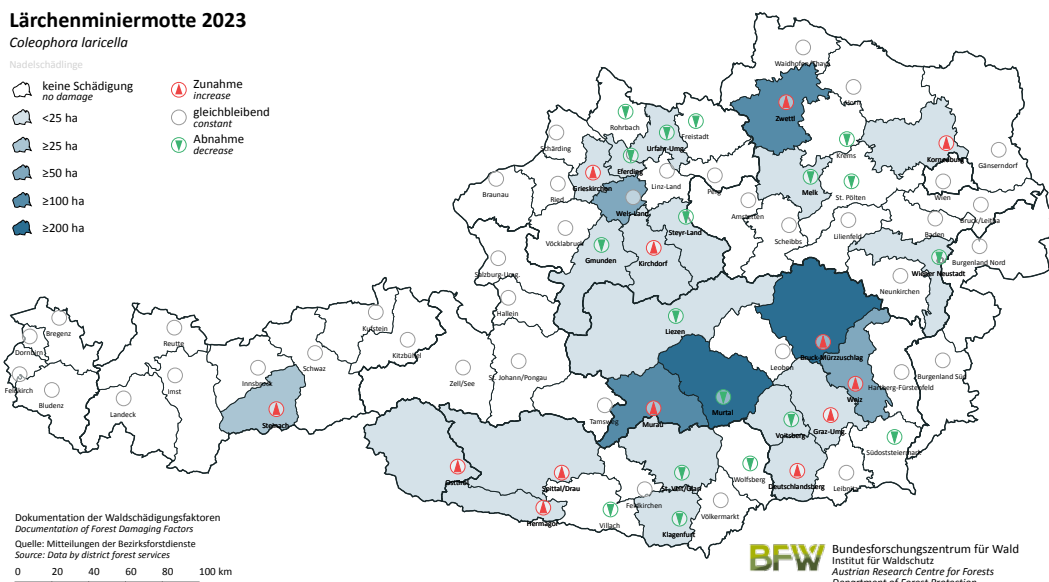 Lärchenminiermotte 2023
Coleophora laricella
Nadelschädlinge
keine Schädigung
no damage
<25 ha
≥25 ha
≥50 ha
≥100 ha
≥200 ha
Zunahme
increase
gleichbleibend
constant
Abnahme
decrease
Waidhofen/Thaya
Zwettl
Horn
Rohrbach
Freistadt
Urfahr-Umg.
Schärding
Krems
Korneuburg
Gänserndorf
Eferding
Grieskirchen
Linz-Land
Perg
Melk
St. Pölten
Wien
Braunau
Ried
Wels-Land
Amstetten
Bruck/Leitha
Steyr-Land
Scheibbs
Lilienfeld
Baden
Vöcklabruck
Gmunden
Kirchdorf
Wiener Neustadt
Burgenland Nord
Salzburg-Umg.
Neunkirchen
Hallein
Liezen
Bregenz
Dornbirn
Reutte
Kufstein
Kitzbühel
Bruck-Mürzzuschlag
Leoben
Feldkirch
Bludenz
Landeck
Imst
Innsbruck
Schwaz
Zell/See
St. Johann/Pongau
Burgenland Süd
Hartberg-Fürstenfeld
Weiz
Steinach
Tamsweg
Murau
Murtal
Voitsberg
Graz-Umg.
Südoststeiermark
Osttirol
Spittal/Drau
St. Veit/Glan
Wolfsberg
Deutschlandsberg
Leibnitz
Hermagor
Villach
Feldkirchen
Klagenfurt
Völkermarkt
Dokumentation der Waldschädigungsfaktoren
Documentation of Forest Damaging Factors
Quelle: Mitteilungen der Bezirksforstdienste
Source: Data by district forest services
0 20 40 60 80 100 km
BFW
Bundesforschungszentrum für Wald
Institut für Waldschutz
Austrian Research Centre for Forests
Department of Forest Protection